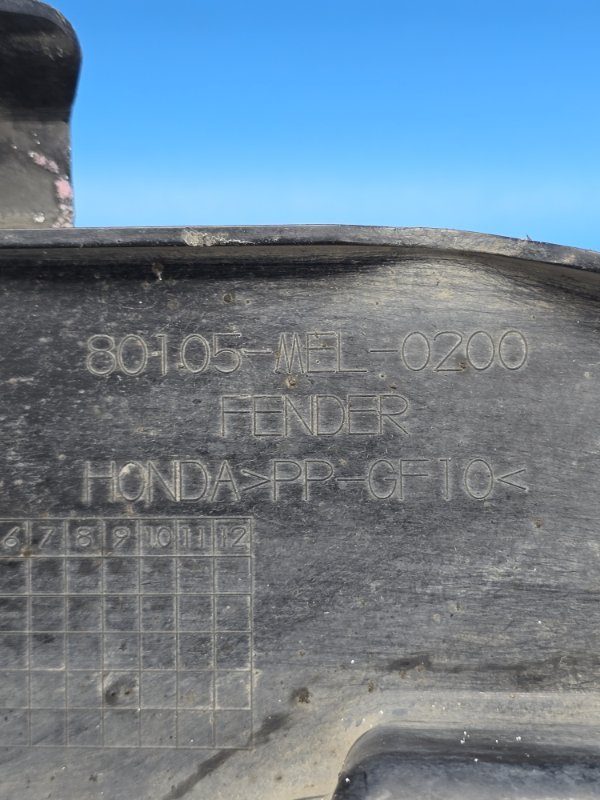 80105-MEL-0200
FENDER
HONDA>PP-GF10<
6 7 8 9 10 11 12